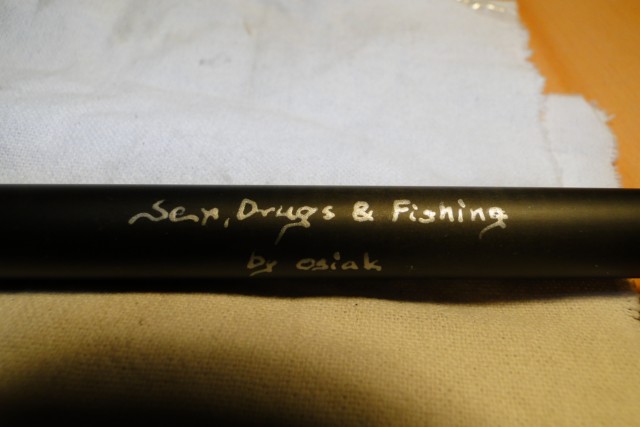 Sex, Drugs & Fishing
by osiak